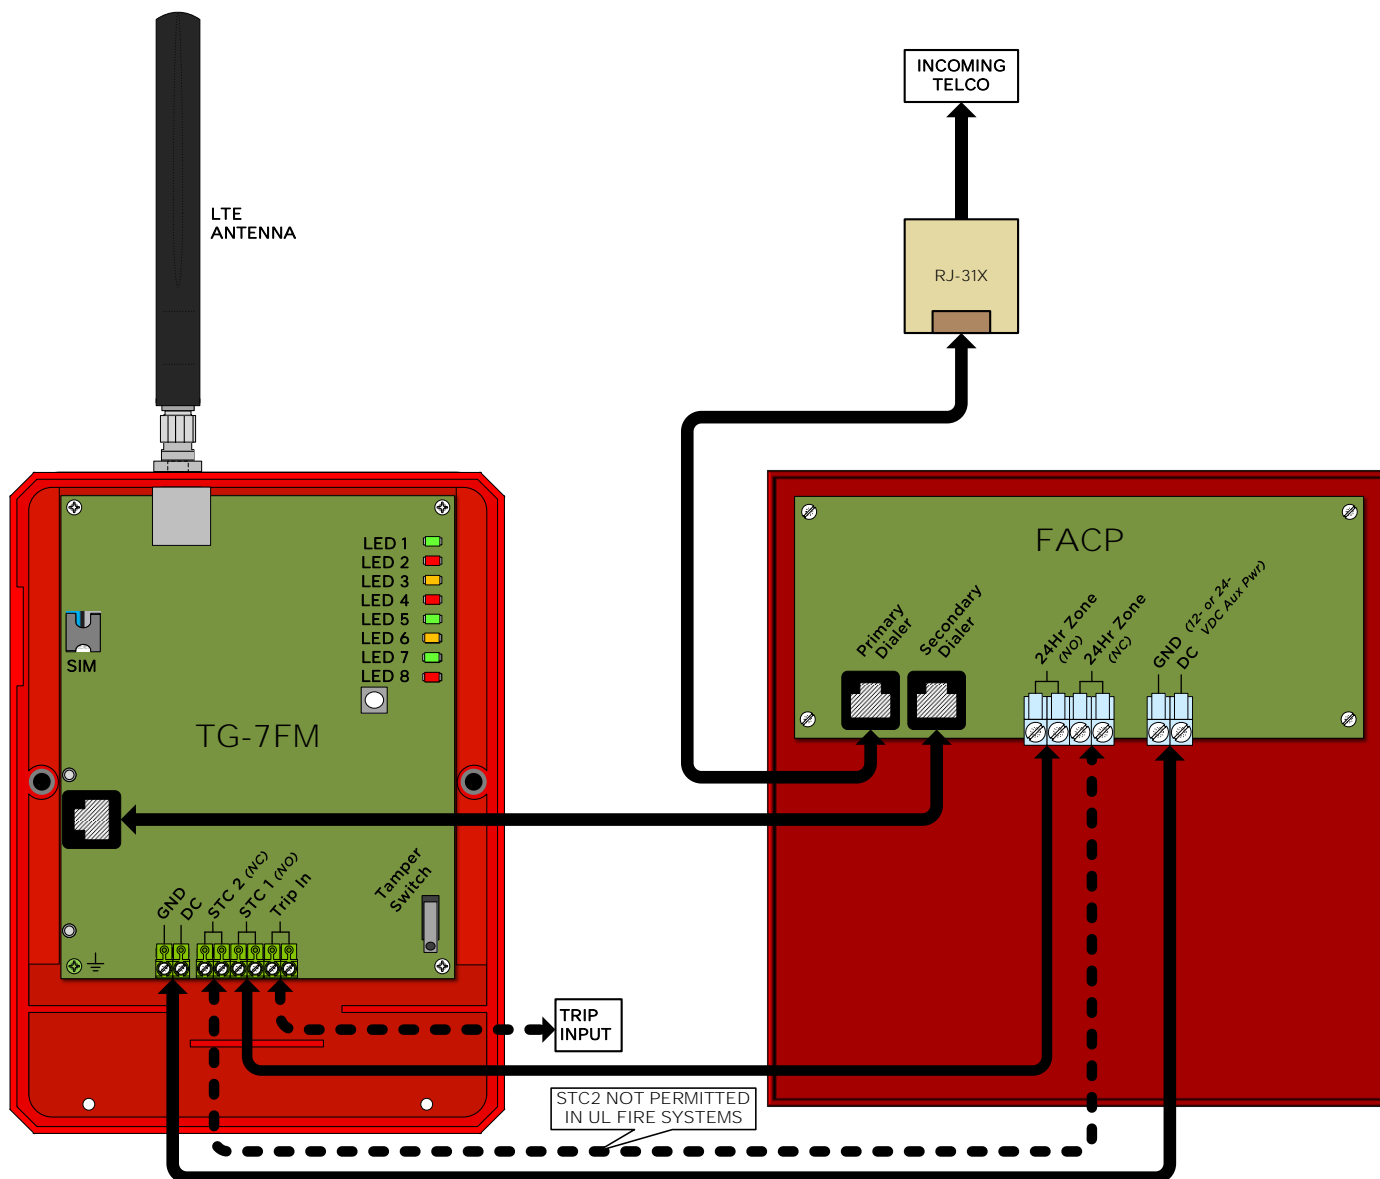 INCOMING
TELCO
LTE
ANTENNA
RJ-31X
LED 1
LED 2
LED 3
LED 4
LED 5
LED 6
LED 7
LED 8
SIM
TG-7FM
FACP
Primary
Dialer
Secondary
Dialer
24Hr Zone
(NO)
24Hr Zone
(NC)
GND (12- or 24-
DC VDC Aux Pwr)
GND
DC
STC 2 (NC)
STC 1 (NO)
Trip In
Tamper
Switch
TRIP
INPUT
STC2 NOT PERMITTED
IN UL FIRE SYSTEMS